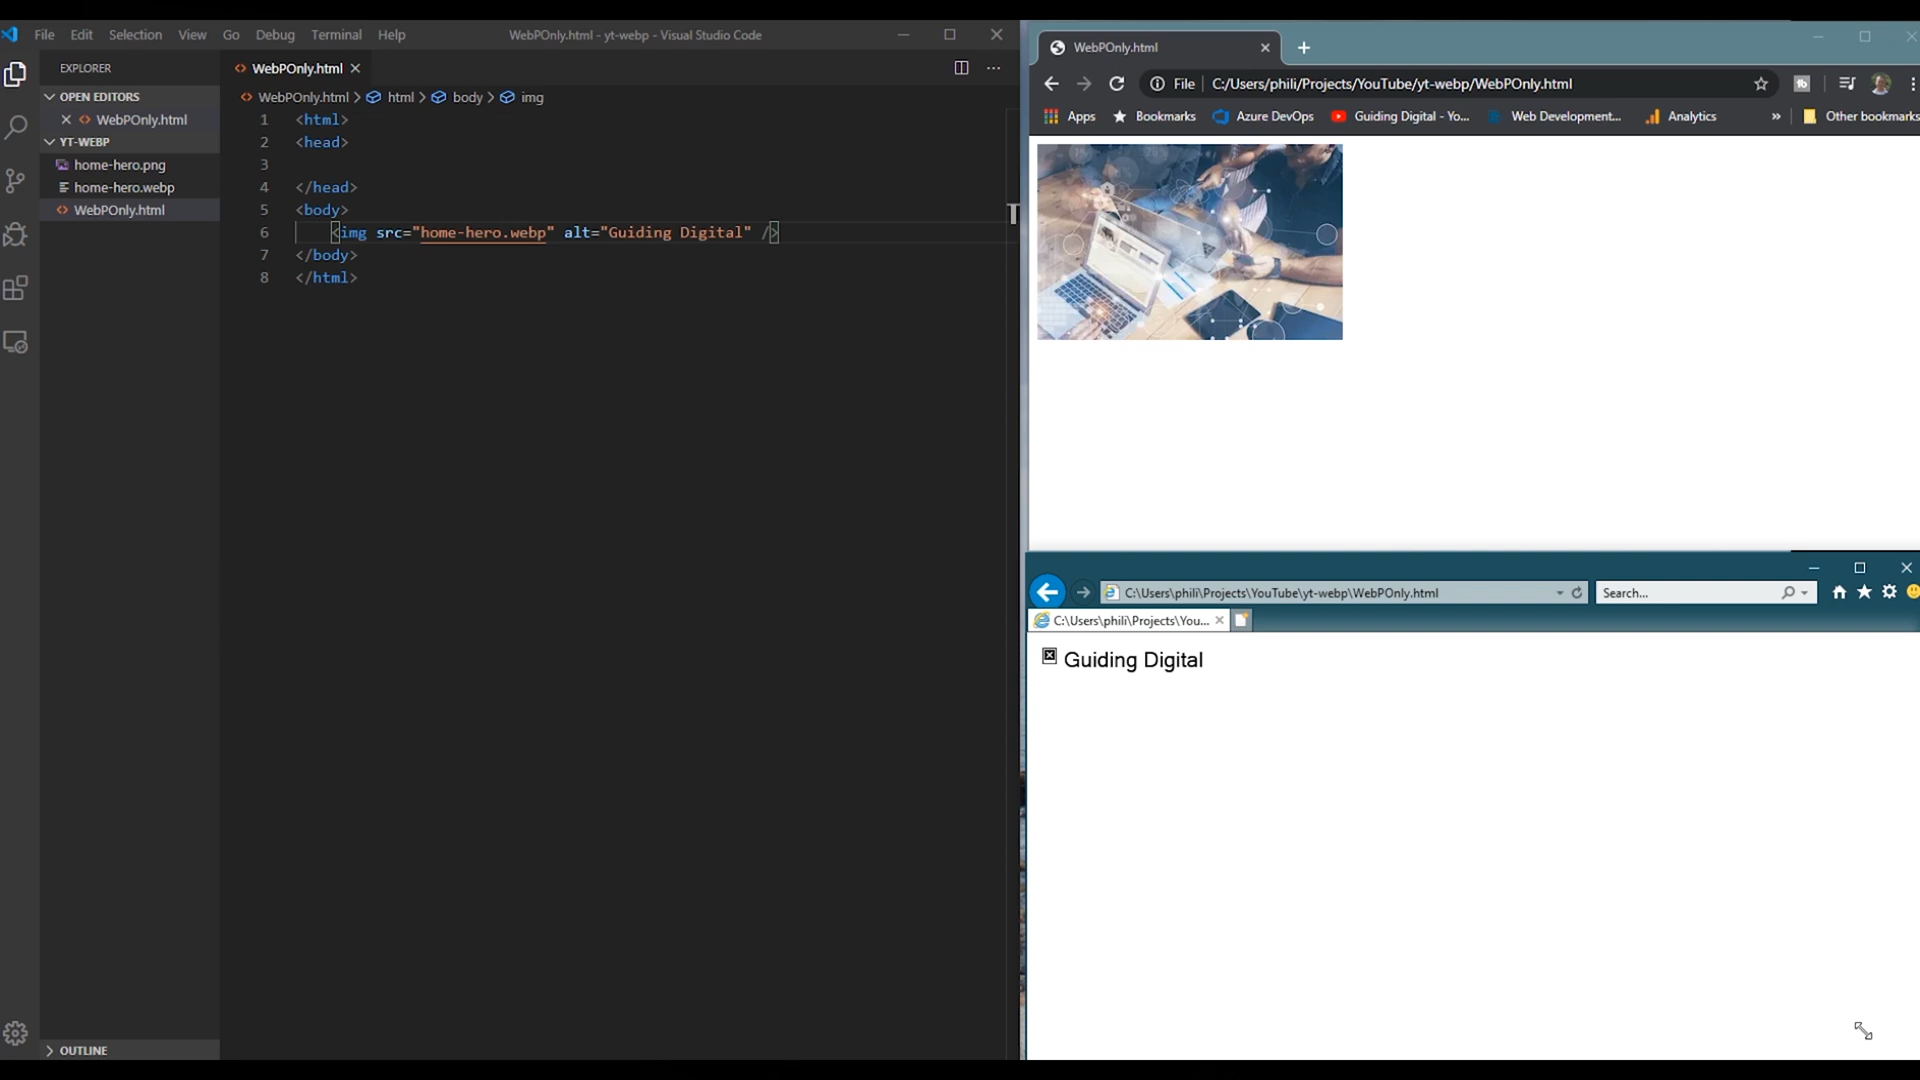 File Edit Selection View Go Debug Terminal Help WebPOnly.html - yt-webp - Visual Studio Code
EXPLORER
OPEN EDITORS
WebPOnly.html
YT-WEBP
home-hero.png
home-hero.webp
WebPOnly.html
OUTLINE
WebPOnly.html
WebPOnly.html > html > body > img
1 <html>
2 <head>
3
4 </head>
5 <body>
6 <img src="home-hero.webp" alt="Guiding Digital" />
7 </body>
8 </html>
WebPOnly.html
File C:/Users/phili/Projects/YouTube/yt-webp/WebPOnly.html
Apps Bookmarks Azure DevOps Guiding Digital - Yo... Web Development... Analytics » Other bookmarks
C:\Users\phili\Projects\YouTube\yt-webp\WebPOnly.html Search...
C:\Users\phili\Projects\You...
Guiding Digital